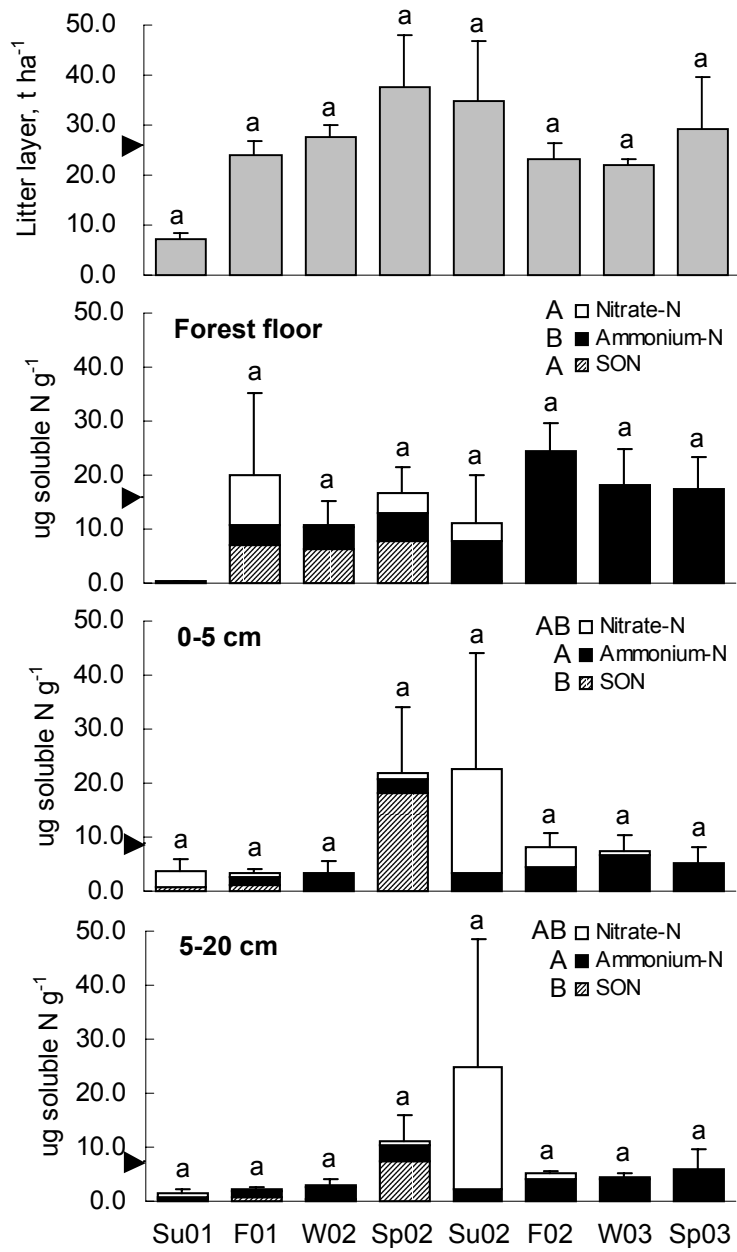 Litter layer, t ha-1
50.0
40.0
30.0
20.0
10.0
0.0
a a a a a a a a
Forest floor
ug soluble N g-1
50.0
40.0
30.0
20.0
10.0
0.0
A Nitrate-N
B Ammonium-N
A SON
a a a a a a a
0-5 cm
ug soluble N g-1
50.0
40.0
30.0
20.0
10.0
0.0
AB Nitrate-N
A Ammonium-N
B SON
a a a a a a a a
5-20 cm
ug soluble N g-1
50.0
40.0
30.0
20.0
10.0
0.0
AB Nitrate-N
A Ammonium-N
B SON
a a a a a a a a
Su01 F01 W02 Sp02 Su02 F02 W03 Sp03